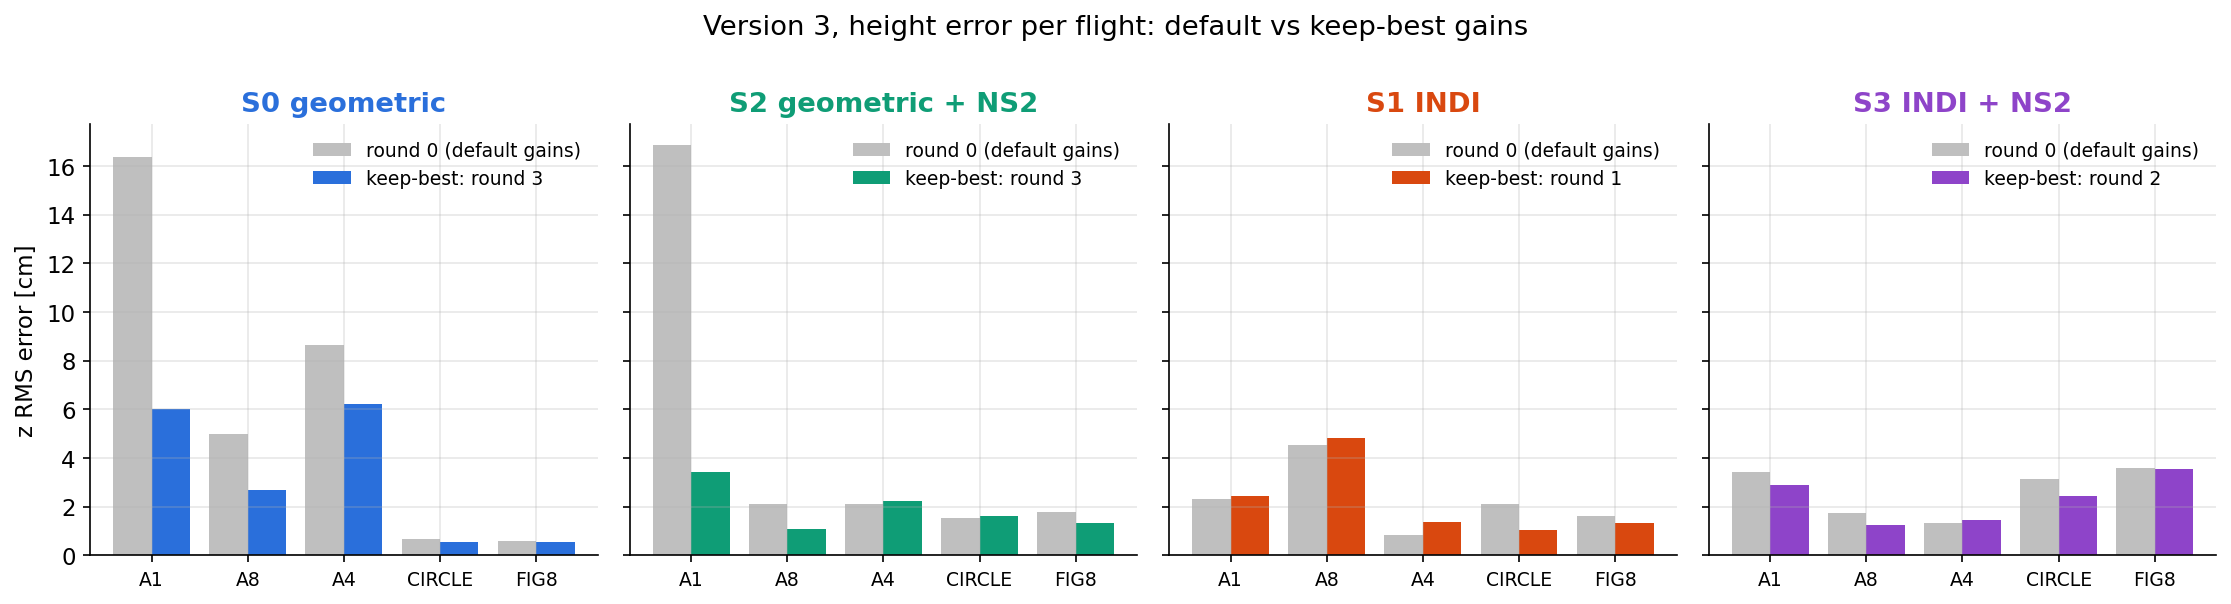 Version 3, height error per flight: default vs keep-best gains
S0 geometric
round 0 (default gains)
keep-best: round 3
z RMS error [cm]
16
14
12
10
8
6
4
2
0
A1 A8 A4 CIRCLE FIG8
S2 geometric + NS2
round 0 (default gains)
keep-best: round 3
A1 A8 A4 CIRCLE FIG8
S1 INDI
round 0 (default gains)
keep-best: round 1
A1 A8 A4 CIRCLE FIG8
S3 INDI + NS2
round 0 (default gains)
keep-best: round 2
A1 A8 A4 CIRCLE FIG8